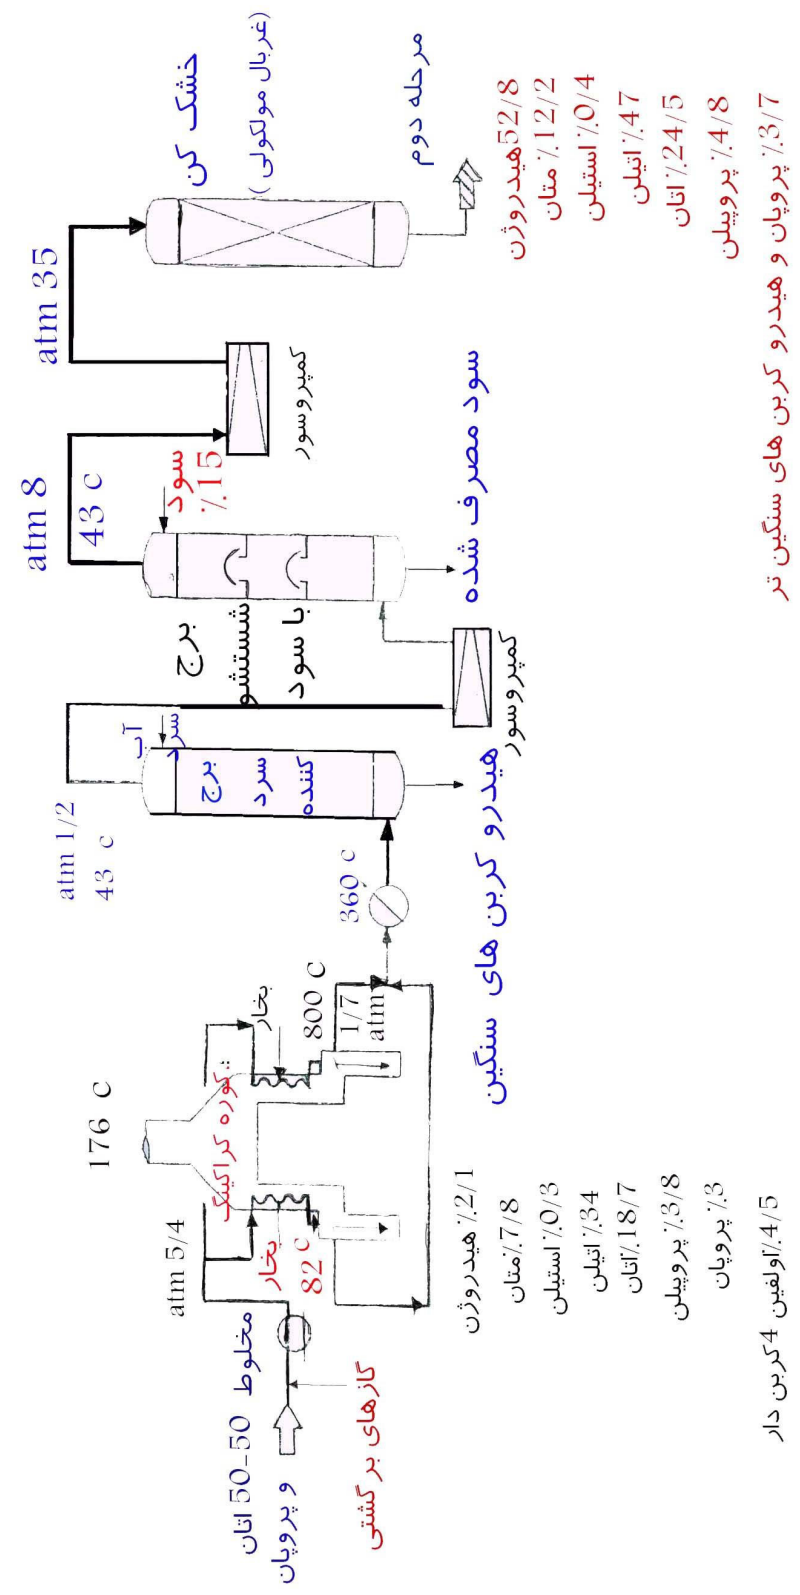 مخلوط 50-50 اتان
و پروپان
گازهای برگشتی
82 c
atm 5/4
176 c
کوره کراکینگ
بخار
بخار
800 C
1/7
atm
360 c
atm 1/2
43 c
آب
سرد
برج
سرد
کننده
هیدرو کربن های سنگین
کمپروسور
برج
شستشو
با سود
atm 8
43 c
سود
٪15
سود مصرف شده
کمپروسور
atm 35
خشک کن
(غربال مولکولی)
مرحله دوم
٪2/1 هیدروژن
٪7/8 متان
٪0/3 استیلن
٪34 اتیلن
٪18/7 اتان
٪3/8 پروپیلن
٪3 پروپان
٪4/5 اولفین 4کربن دار
52/8 هیدروژن
٪12/2 متان
٪0/4 استیلن
٪47 اتیلن
٪24/5 اتان
٪4/8 پروپیلن
٪3/7 پروپان و هیدرو کربن های سنگین تر